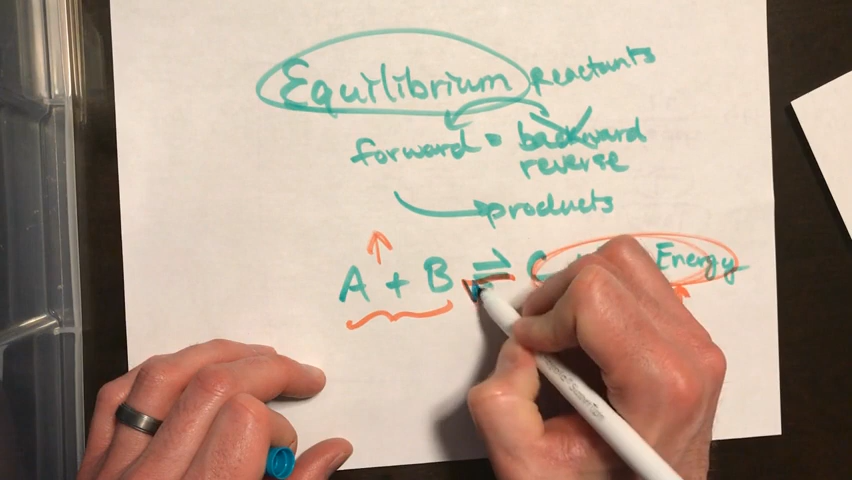 Equilibrium Reactants
forward = backward
reverse
products
A + B ⇌ C Energy